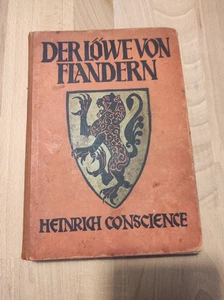 DER LÖWE VON
FLANDERN
HEINRICH CONSCIENCE